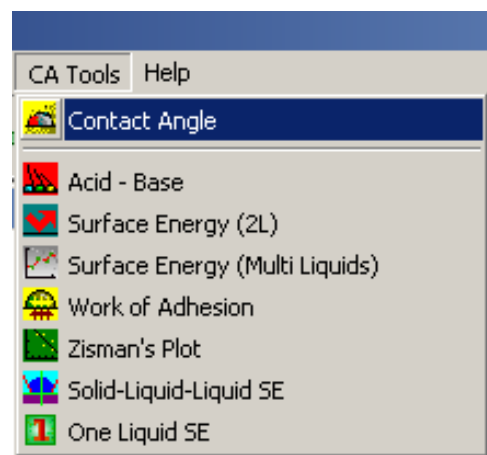 CA Tools Help
Contact Angle
Acid - Base
Surface Energy (2L)
Surface Energy (Multi Liquids)
Work of Adhesion
Zisman's Plot
Solid-Liquid-Liquid SE
1 One Liquid SE